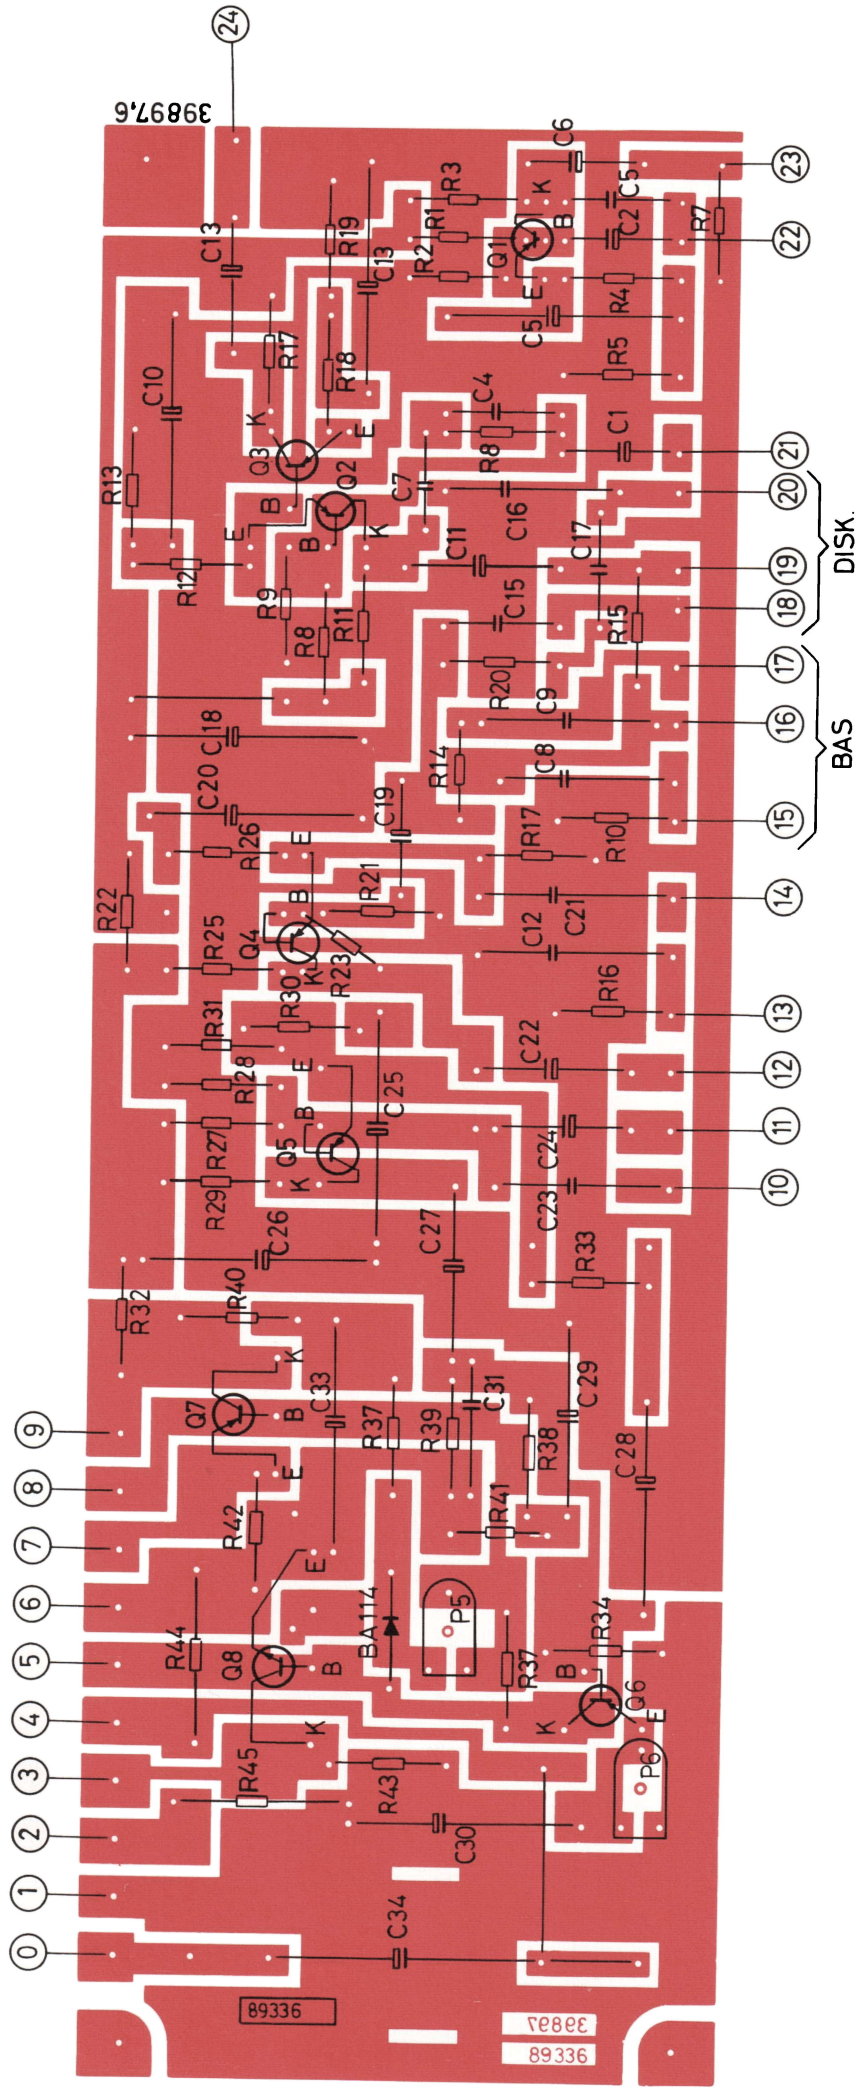 24
39897,6
C13
C6
23
R3
K
C5
R7
R19
R1
C13
R2
Q1
B
C2
22
E
R4
C5
R17
R18
C10
R5
K
E
C4
Q3
R8
C1
21
R13
B
Q2
C7
C16
20
E
B
K
C11
C17
19
R12
R9
C15
18
R8
R11
R15
DISK.
R20
17
C18
C9
16
R14
C8
BAS
C20
C19
R17
R10
15
R26
E
R22
B
R21
C21
14
R25
Q4
K
R23
C12
R16
13
R31
R30
C22
12
R28
E
B
C25
C24
11
R27
Q5
R29
K
C23
10
C26
C27
R33
R32
R40
K
C33
C29
9
Q7
B
R37
R39
C31
R38
C28
8
E
R42
R41
7
E
6
BA114
P5
R34
R44
Q8
B
R37
B
5
Q6
4
K
K
E
3
R45
R43
P6
2
C30
1
0
C34
89336
39897
89336